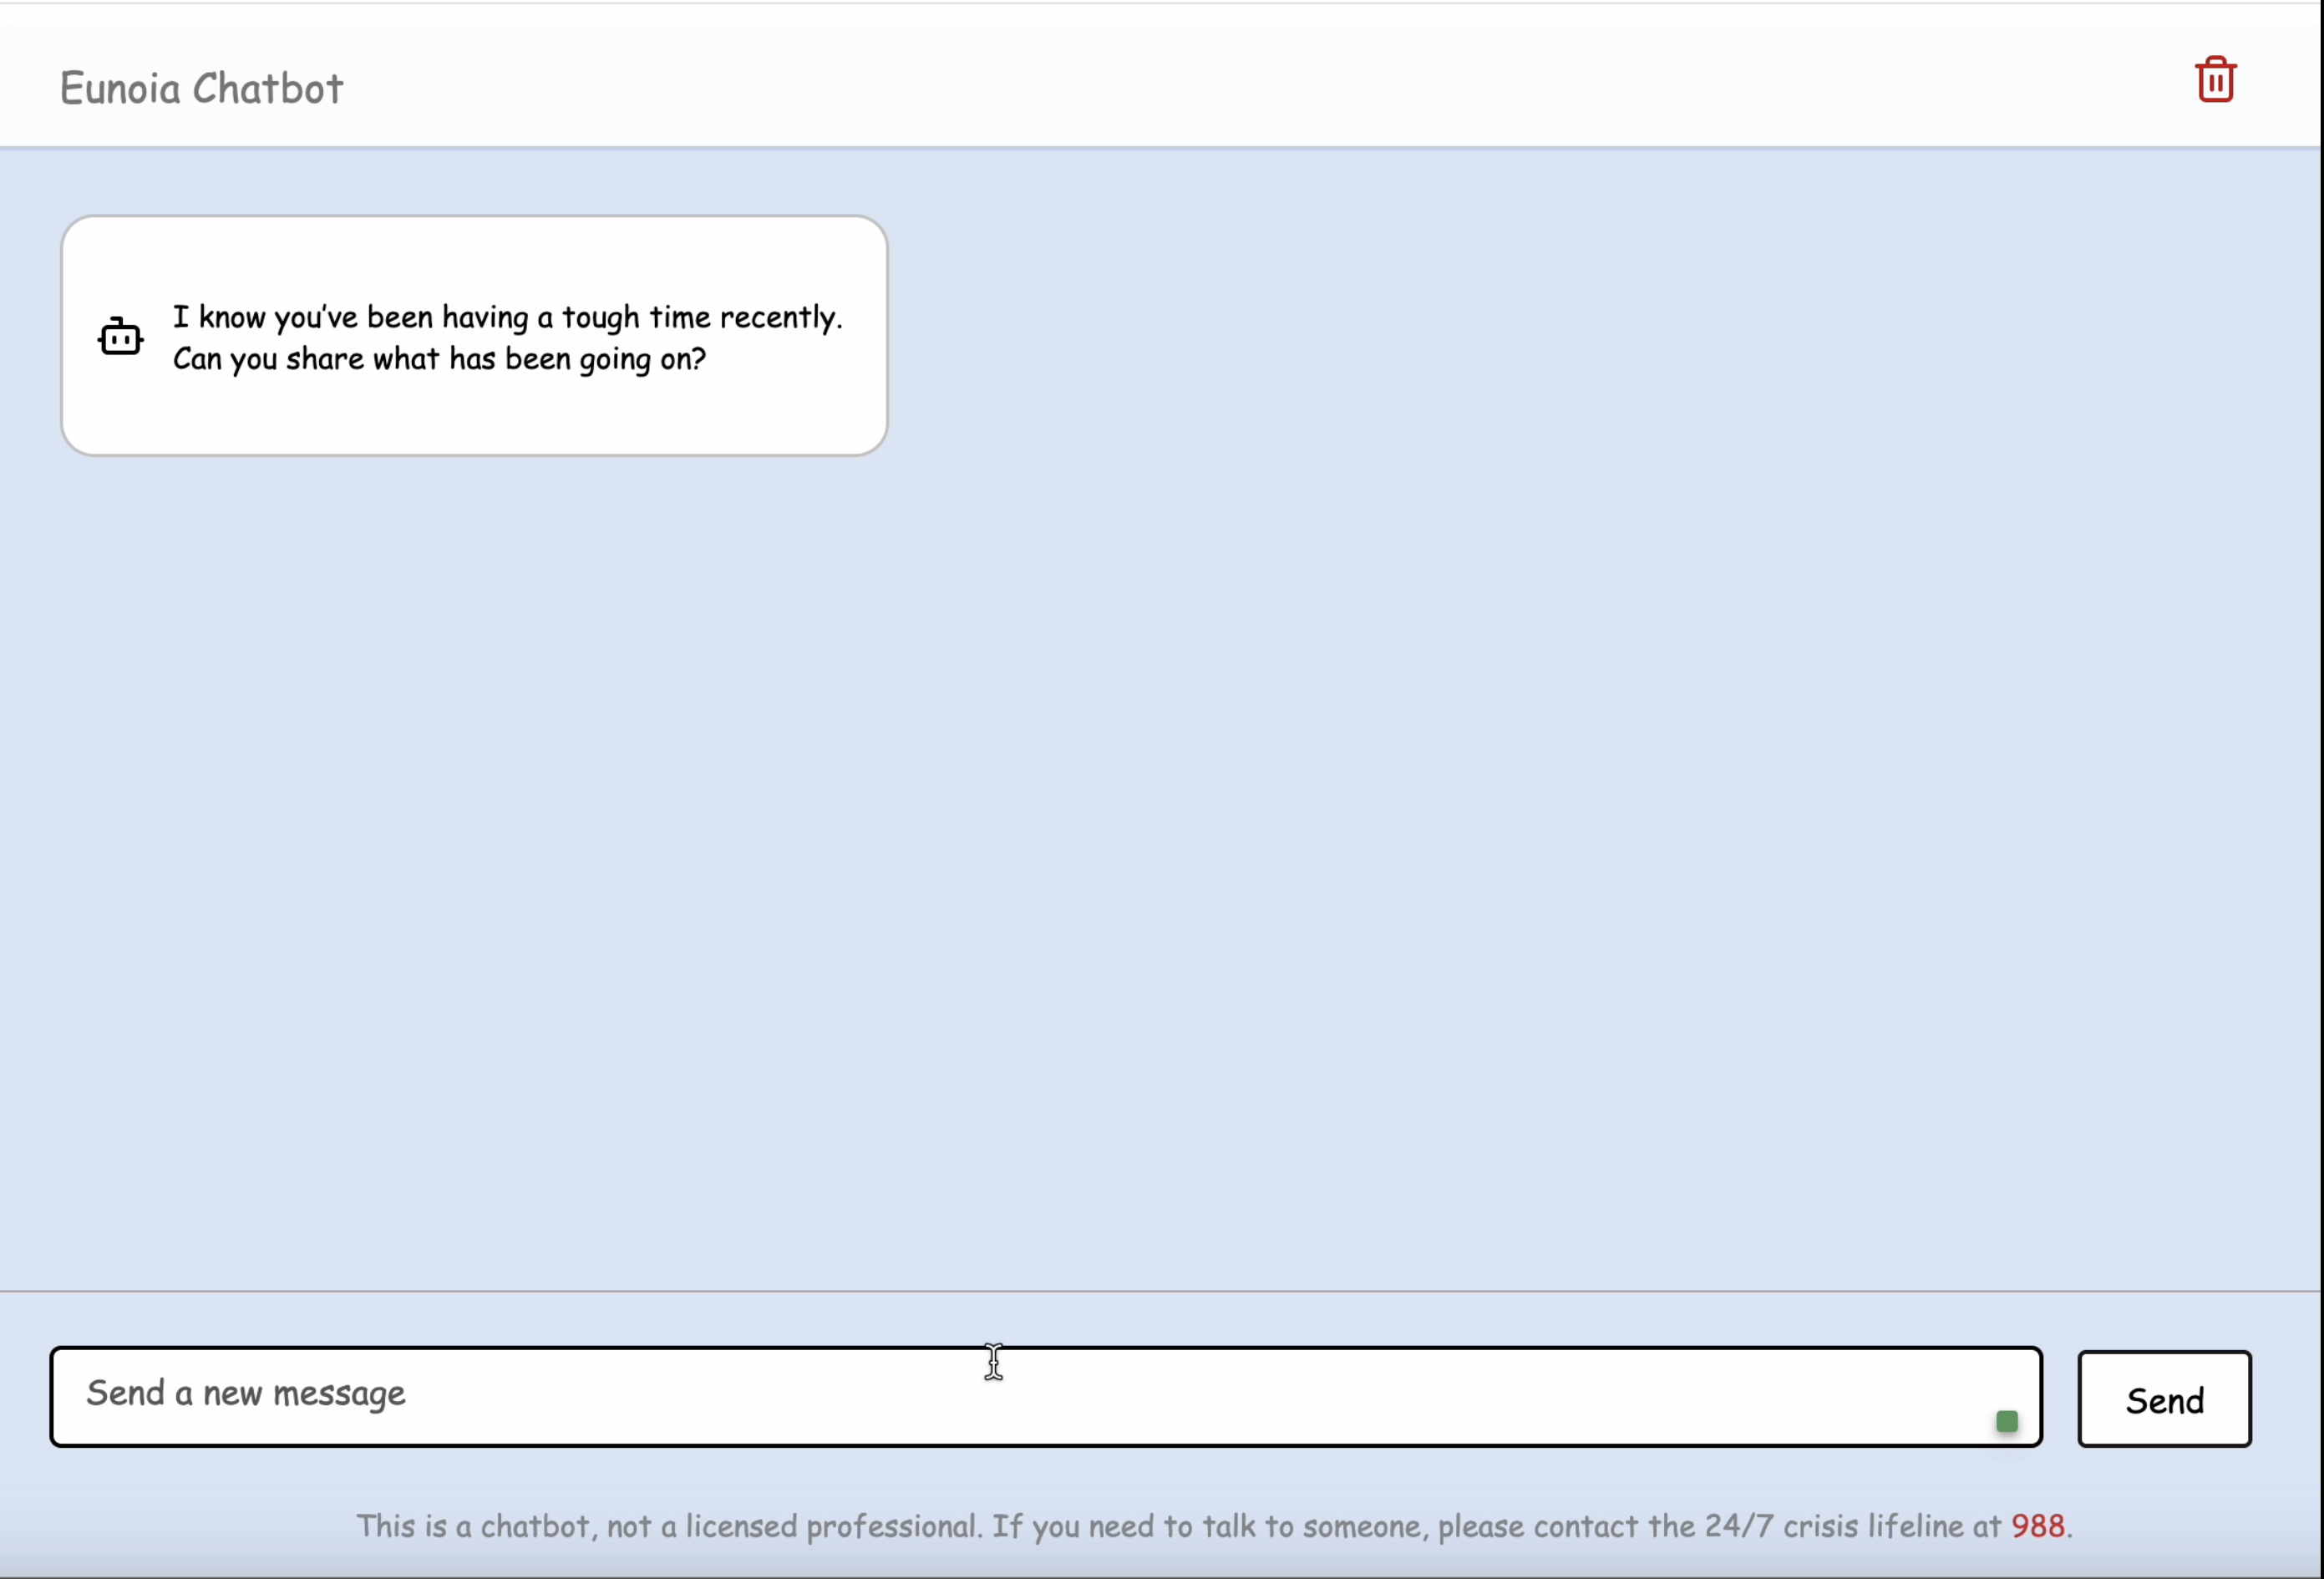 Eunoia Chatbot
I know you've been having a tough time recently.
Can you share what has been going on?
Send a new message
Send
This is a chatbot, not a licensed professional. If you need to talk to someone, please contact the 24/7 crisis lifeline at 988.